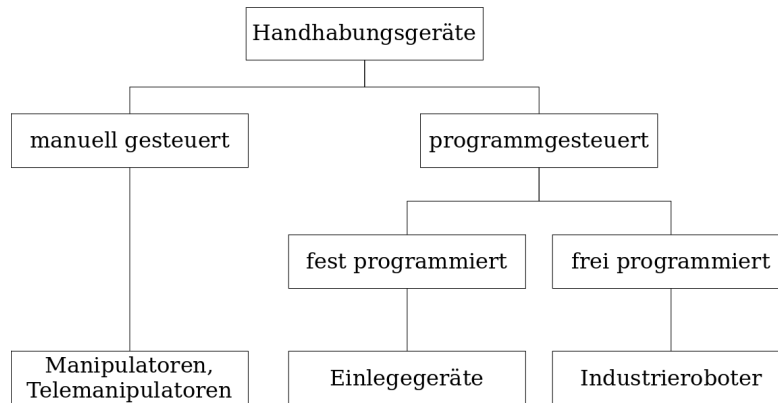 Handhabungsgeräte
manuell gesteuert
programmgesteuert
fest programmiert
frei programmiert
Manipulatoren,
Telemanipulatoren
Einlegegeräte
Industrieroboter